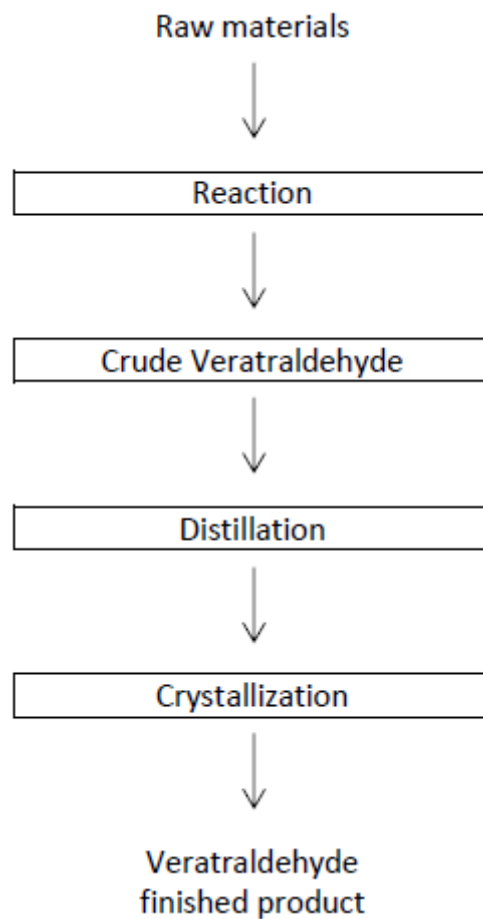 Raw materials
Reaction
Crude Veratraldehyde
Distillation
Crystallization
Veratraldehyde
finished product